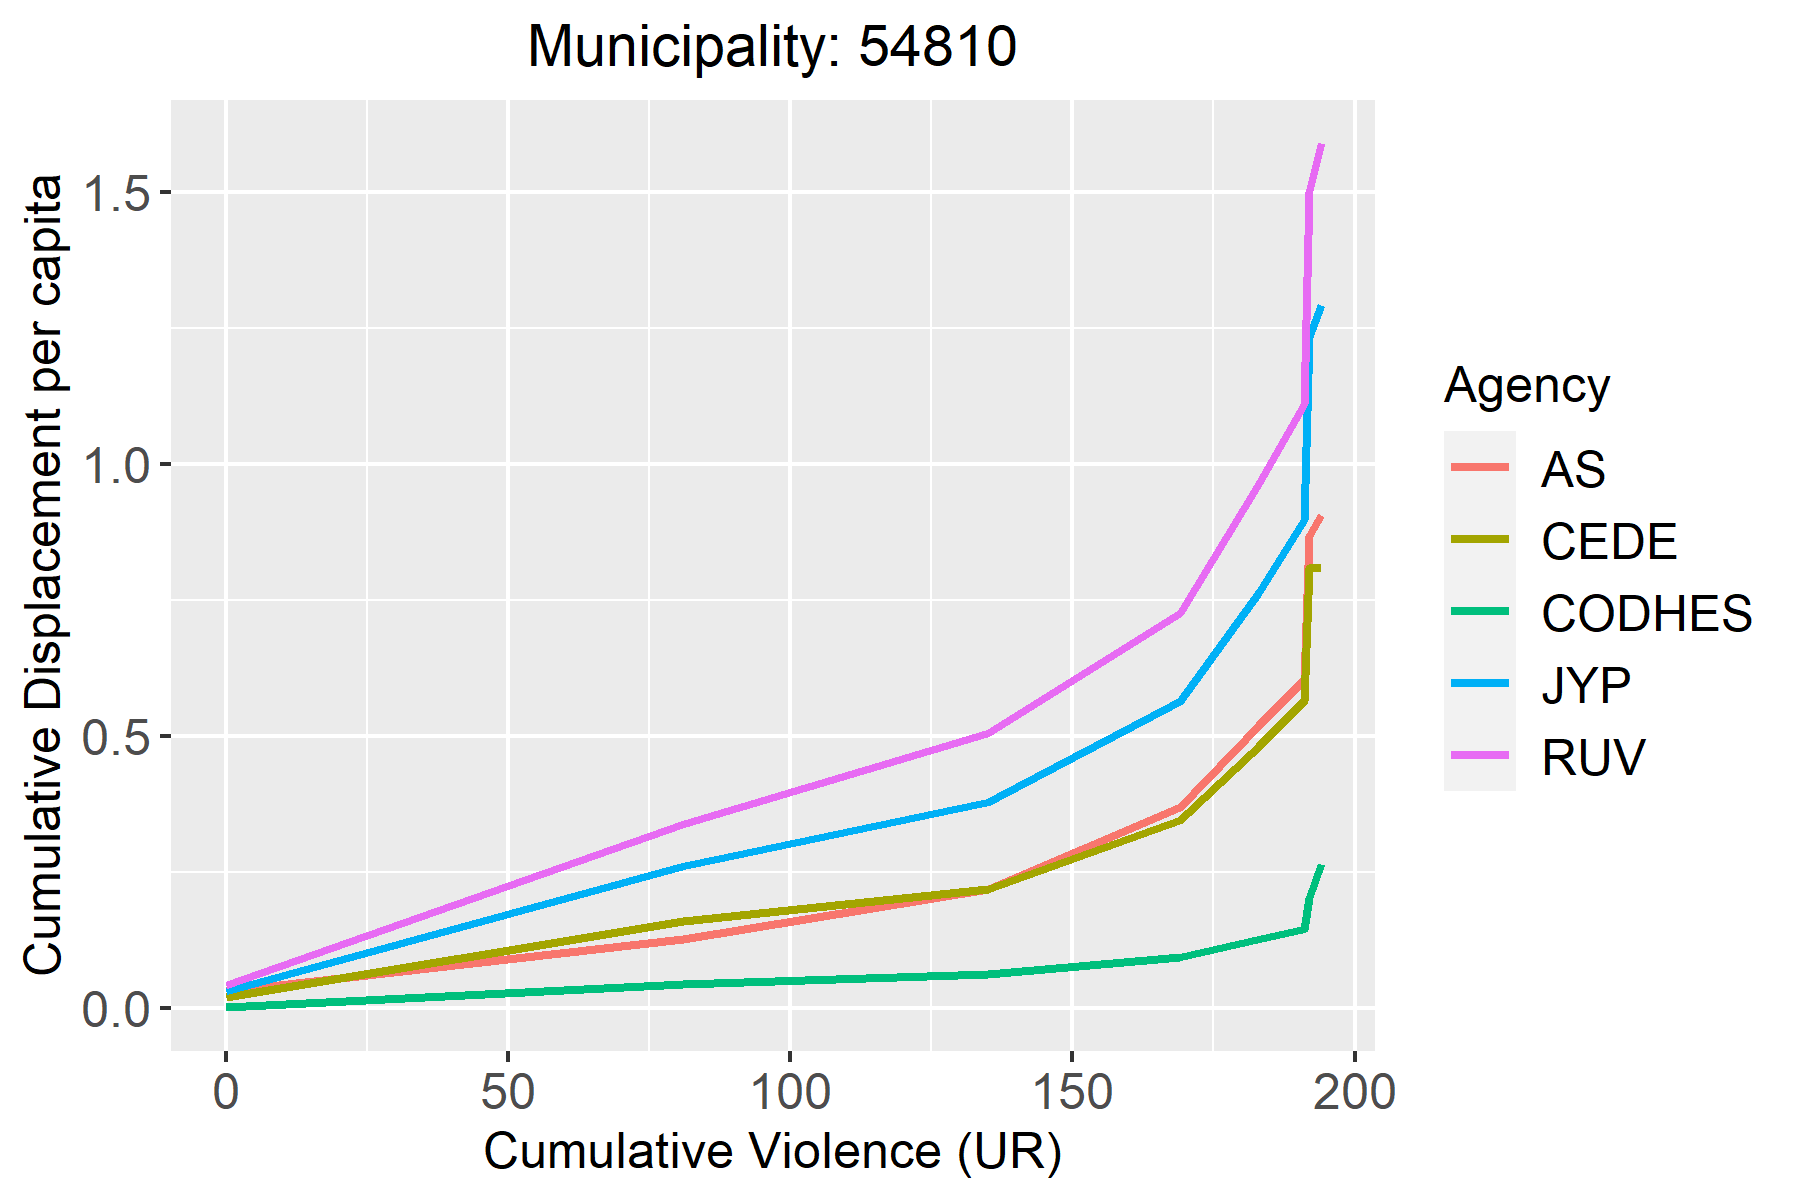 Municipality: 54810
Cumulative Displacement per capita
1.5
1.0
0.5
0.0
0
50
100
150
200
Cumulative Violence (UR)
Agency
AS
CEDE
CODHES
JYP
RUV